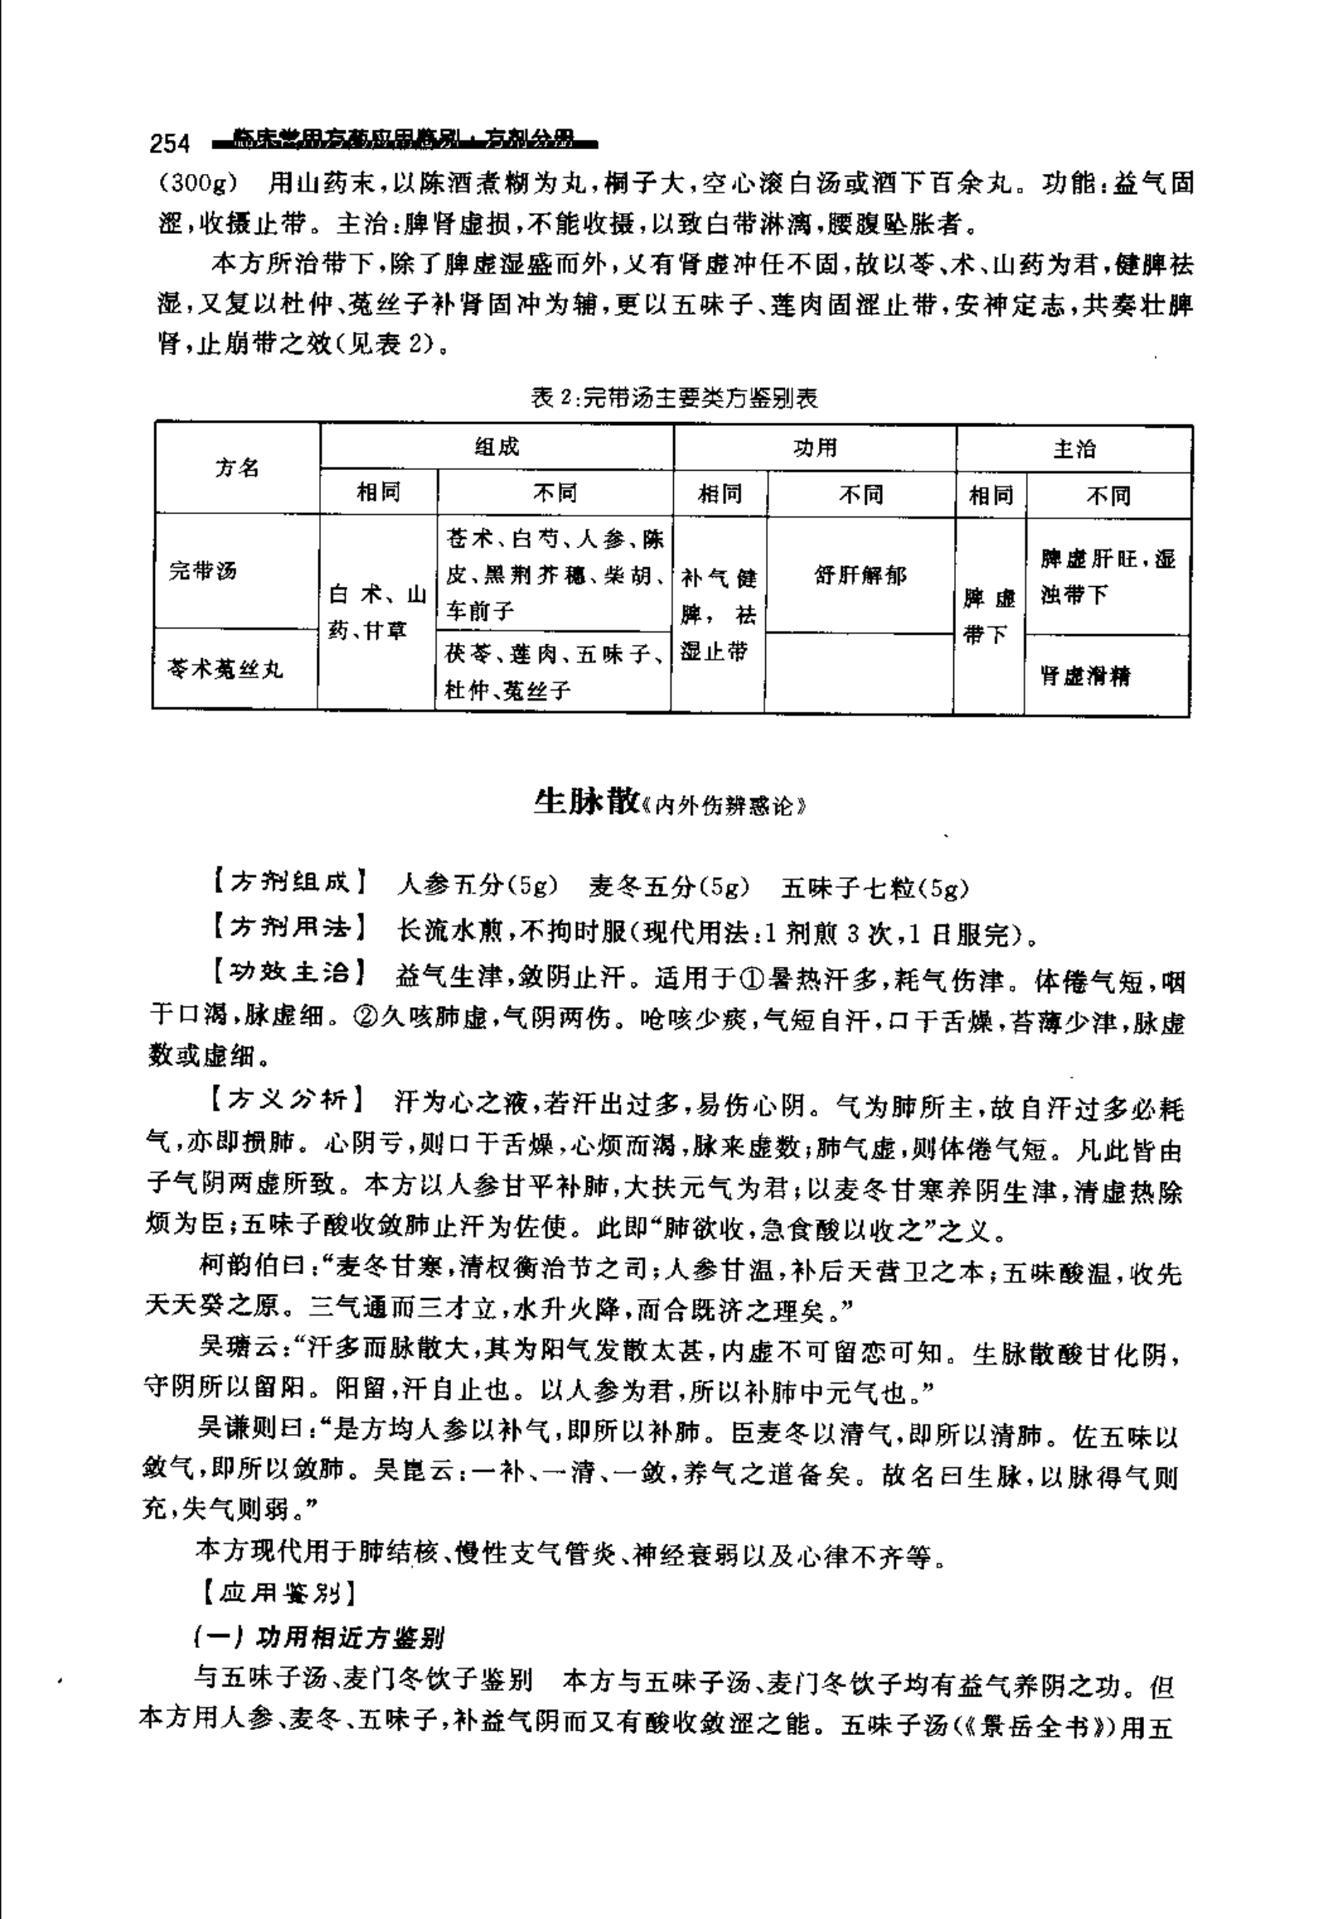 254 临床常用方药应用鉴别·方剂分册
(300g) 用山药末,以陈酒煮糊为丸,桐子大,空心滚白汤或酒下百余丸。功能:益气固
涩,收摄止带。主治:脾肾虚损,不能收摄,以致白带淋漓,腰腹坠胀者。
本方所治带下,除了脾虚湿盛而外,又有肾虚冲任不固,故以苓、术、山药为君,健脾祛
湿,又复以杜仲、菟丝子补肾固冲为辅,更以五味子、莲肉固涩止带,安神定志,共奏壮脾
肾,止崩带之效(见表 2)。
表 2:完带汤主要类方鉴别表
方名 组成 功用 主治
相同 不同 相同 不同 相同 不同
完带汤
白术、山
药、甘草
苍术、白芍、人参、陈
皮、黑荆芥穗、柴胡、
车前子
补气健
脾,祛
湿止带
舒肝解郁
脾虚
带下
脾虚肝旺,湿
浊带下
苓术菟丝丸
茯苓、莲肉、五味子、
杜仲、菟丝子
肾虚滑精
生脉散《内外伤辨惑论》
【方剂组成】 人参五分(5g) 麦冬五分(5g) 五味子七粒(5g)
【方剂用法】 长流水煎,不拘时服(现代用法:1 剂煎 3 次,1 日服完)。
【功效主治】 益气生津,敛阴止汗。适用于①暑热汗多,耗气伤津。体倦气短,咽
干口渴,脉虚细。②久咳肺虚,气阴两伤。呛咳少痰,气短自汗,口干舌燥,苔薄少津,脉虚
数或虚细。
【方义分析】 汗为心之液,若汗出过多,易伤心阴。气为肺所主,故自汗过多必耗
气,亦即损肺。心阴亏,则口干舌燥,心烦而渴,脉来虚数;肺气虚,则体倦气短。凡此皆由
子气阴两虚所致。本方以人参甘平补肺,大扶元气为君;以麦冬甘寒养阴生津,清虚热除
烦为臣;五味子酸收敛肺止汗为佐使。此即“肺欲收,急食酸以收之”之义。
柯韵伯曰:“麦冬甘寒,清权衡治节之司;人参甘温,补后天营卫之本;五味酸温,收先
天天癸之原。三气通而三才立,水升火降,而合既济之理矣。”
吴瑭云:“汗多而脉散大,其为阳气发散太甚,内虚不可留恋可知。生脉散酸甘化阴,
守阴所以留阳。阳留,汗自止也。以人参为君,所以补肺中元气也。”
吴谦则曰:“是方均人参以补气,即所以补肺。臣麦冬以清气,即所以清肺。佐五味以
敛气,即所以敛肺。吴崑云:一补、一清、一敛,养气之道备矣。故名曰生脉,以脉得气则
充,失气则弱。”
本方现代用于肺结核、慢性支气管炎、神经衰弱以及心律不齐等。
【应用鉴别】
(一)功用相近方鉴别
与五味子汤、麦门冬饮子鉴别 本方与五味子汤、麦门冬饮子均有益气养阴之功。但
本方用人参、麦冬、五味子,补益气阴而又有酸收敛涩之能。五味子汤(《景岳全书》)用五